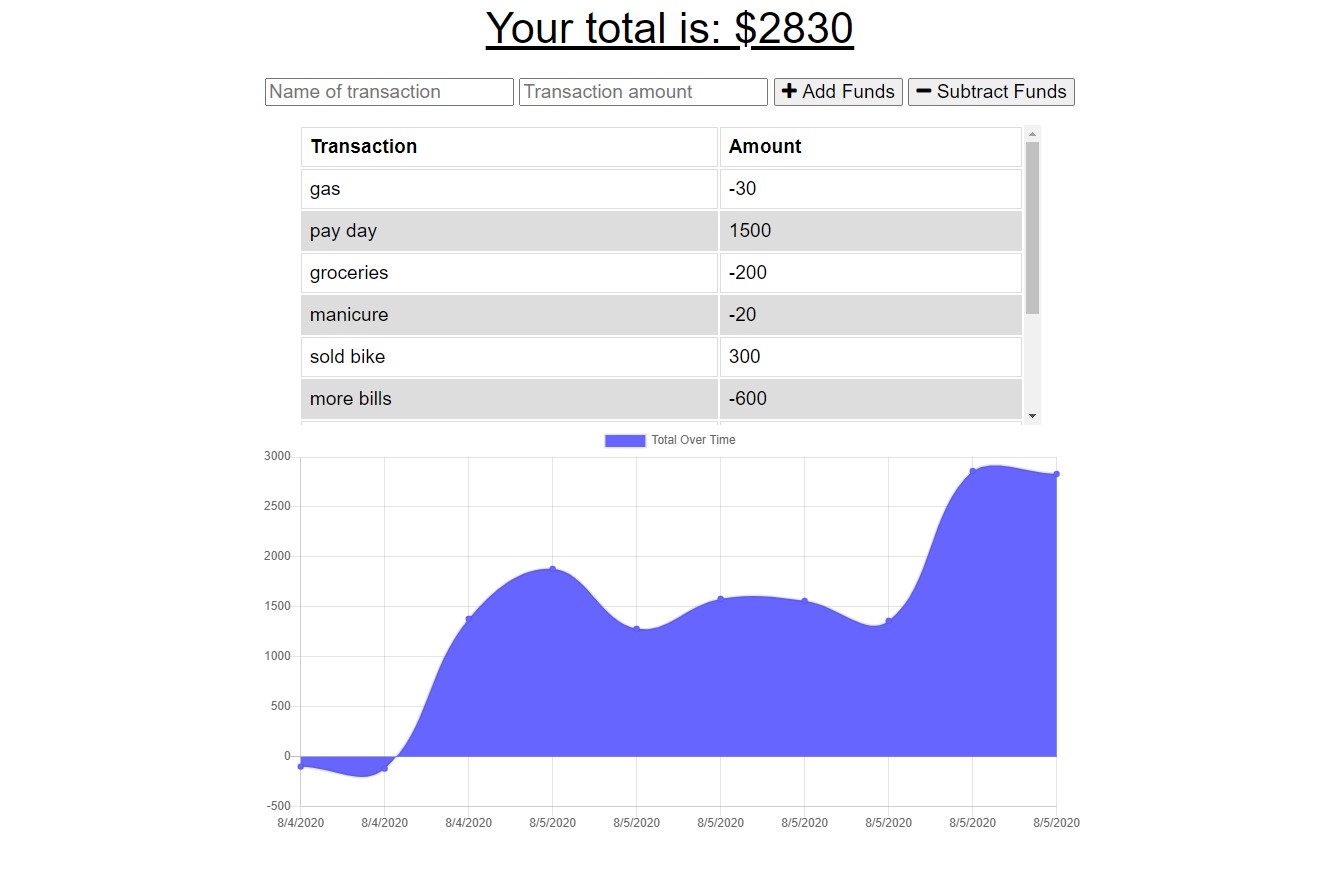 Your total is: $2830
Name of transaction Transaction amount Add Funds Subtract Funds
Transaction Amount
gas -30
pay day 1500
groceries -200
manicure -20
sold bike 300
more bills -600
Total Over Time
3000
2500
2000
1500
1000
500
0
-500
8/4/2020 8/4/2020 8/4/2020 8/5/2020 8/5/2020 8/5/2020 8/5/2020 8/5/2020 8/5/2020 8/5/2020